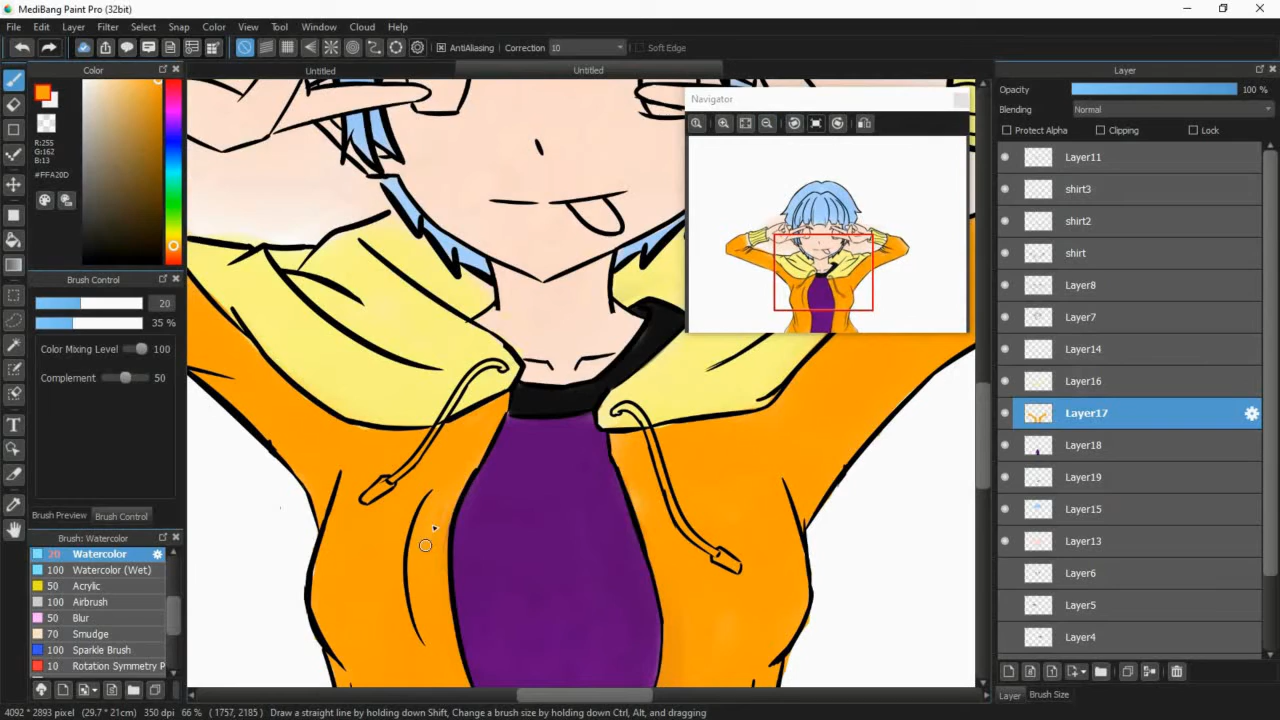 MediBang Paint Pro (32bit)
File Edit Layer Filter Select Snap Color View Tool Window Cloud Help
AntiAliasing Correction 10 Soft Edge
Color
Untitled
Untitled
Layer
R:255
G:162
B:13
#FFA20D
Brush Control
20
35 %
Color Mixing Level 100
Complement 50
Brush Preview Brush Control
Brush: Watercolor
20 Watercolor
100 Watercolor (Wet)
50 Acrylic
100 Airbrush
50 Blur
70 Smudge
100 Sparkle Brush
10 Rotation Symmetry P
Navigator
Opacity 100 %
Blending Normal
Protect Alpha Clipping Lock
Layer11
shirt3
shirt2
shirt
Layer8
Layer7
Layer14
Layer16
Layer17
Layer18
Layer19
Layer15
Layer13
Layer6
Layer5
Layer4
Layer Brush Size
4092 * 2893 pixel (29.7 * 21cm) 350 dpi 66 % ( 1757, 2185 ) Draw a straight line by holding down Shift, Change a brush size by holding down Ctrl, Alt, and dragging